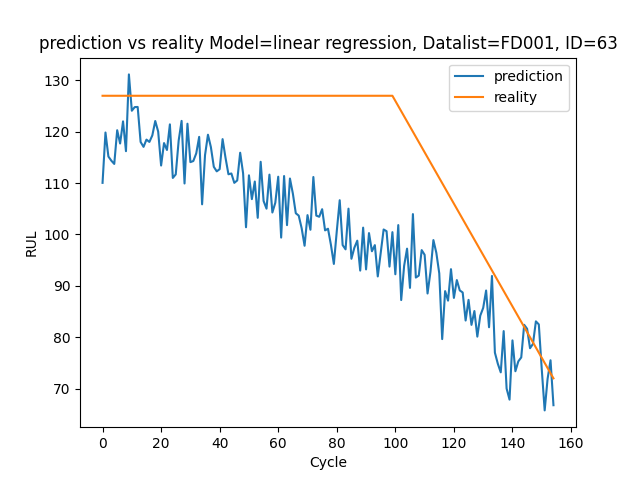 prediction vs reality Model=linear regression, Datalist=FD001, ID=63
prediction
reality
130
120
110
100
90
80
70
RUL
0 20 40 60 80 100 120 140 160
Cycle